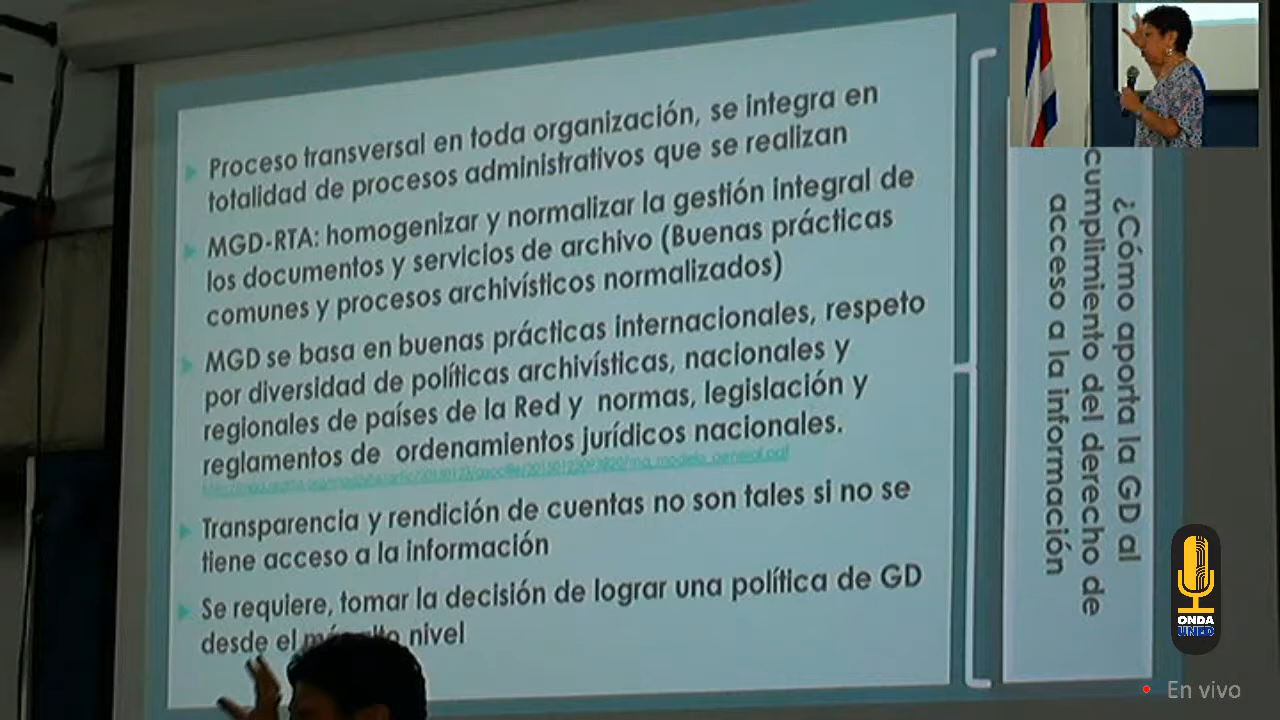 Proceso transversal en toda organización, se integra en
totalidad de procesos administrativos que se realizan
MGD-RTA: homogenizar y normalizar la gestión integral de
los documentos y servicios de archivo (Buenas prácticas
comunes y procesos archivísticos normalizados)
MGD se basa en buenas prácticas internacionales, respeto
por diversidad de políticas archivísticas, nacionales y
regionales de países de la Red y normas, legislación y
reglamentos de ordenamientos jurídicos nacionales.
Transparencia y rendición de cuentas no son tales si no se
tiene acceso a la información
Se requiere, tomar la decisión de lograr una política de GD
desde el más alto nivel
¿Cómo aporta la GD al
cumplimiento del derecho de
acceso a la información
ONDA
UNED
En vivo